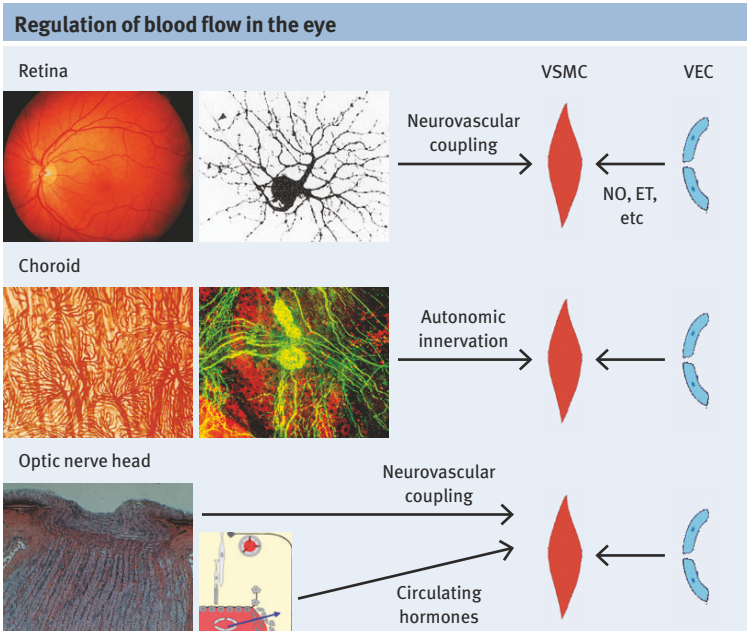 Regulation of blood flow in the eye
Retina
VSMC
VEC
Neurovascular
coupling
NO, ET,
etc
Choroid
Autonomic
innervation
Optic nerve head
Neurovascular
coupling
Circulating
hormones